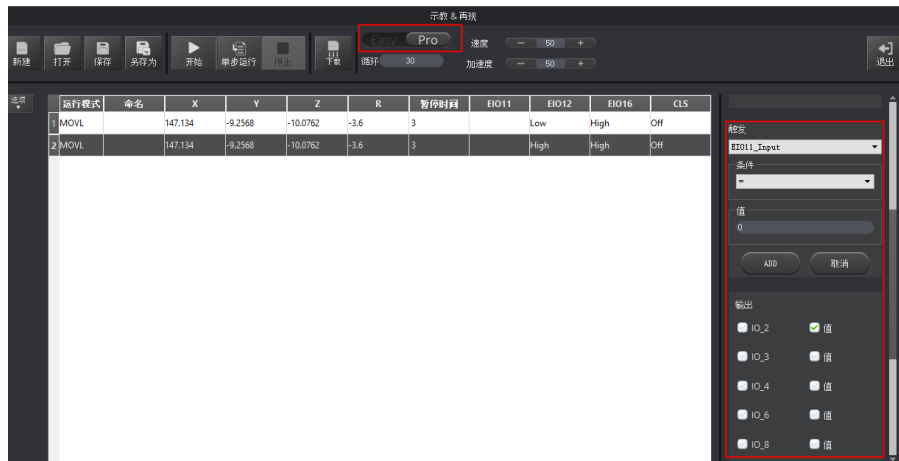 示教 & 再现
新建 打开 保存 另存为 开始 单步运行 停止 下载 Easy Pro 速度 − 50 + 退出
循环 30 加速度 − 50 +
选项
运行模式 命名 X Y Z R 暂停时间 EIO11 EIO12 EIO16 CLS
1 MOVL 147.134 -9.2568 -10.0762 -3.6 3 Low High Off
2 MOVL 147.134 -9.2568 -10.0762 -3.6 3 High High Off
触发
EIO11_Input
条件
=
值
0
ADD 取消
输出
IO_2 值
IO_3 值
IO_4 值
IO_6 值
IO_8 值